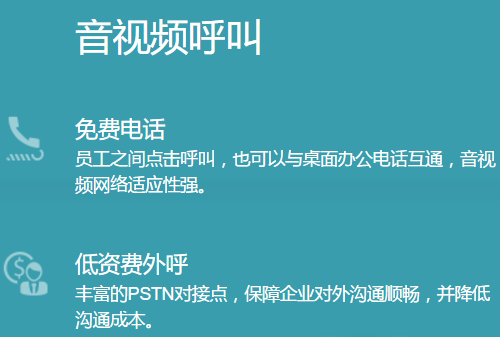 音视频呼叫
免费电话
员工之间点击呼叫，也可以与桌面办公电话互通，音视
频网络适应性强。
低资费外呼
丰富的PSTN对接点，保障企业对外沟通顺畅，并降低
沟通成本。